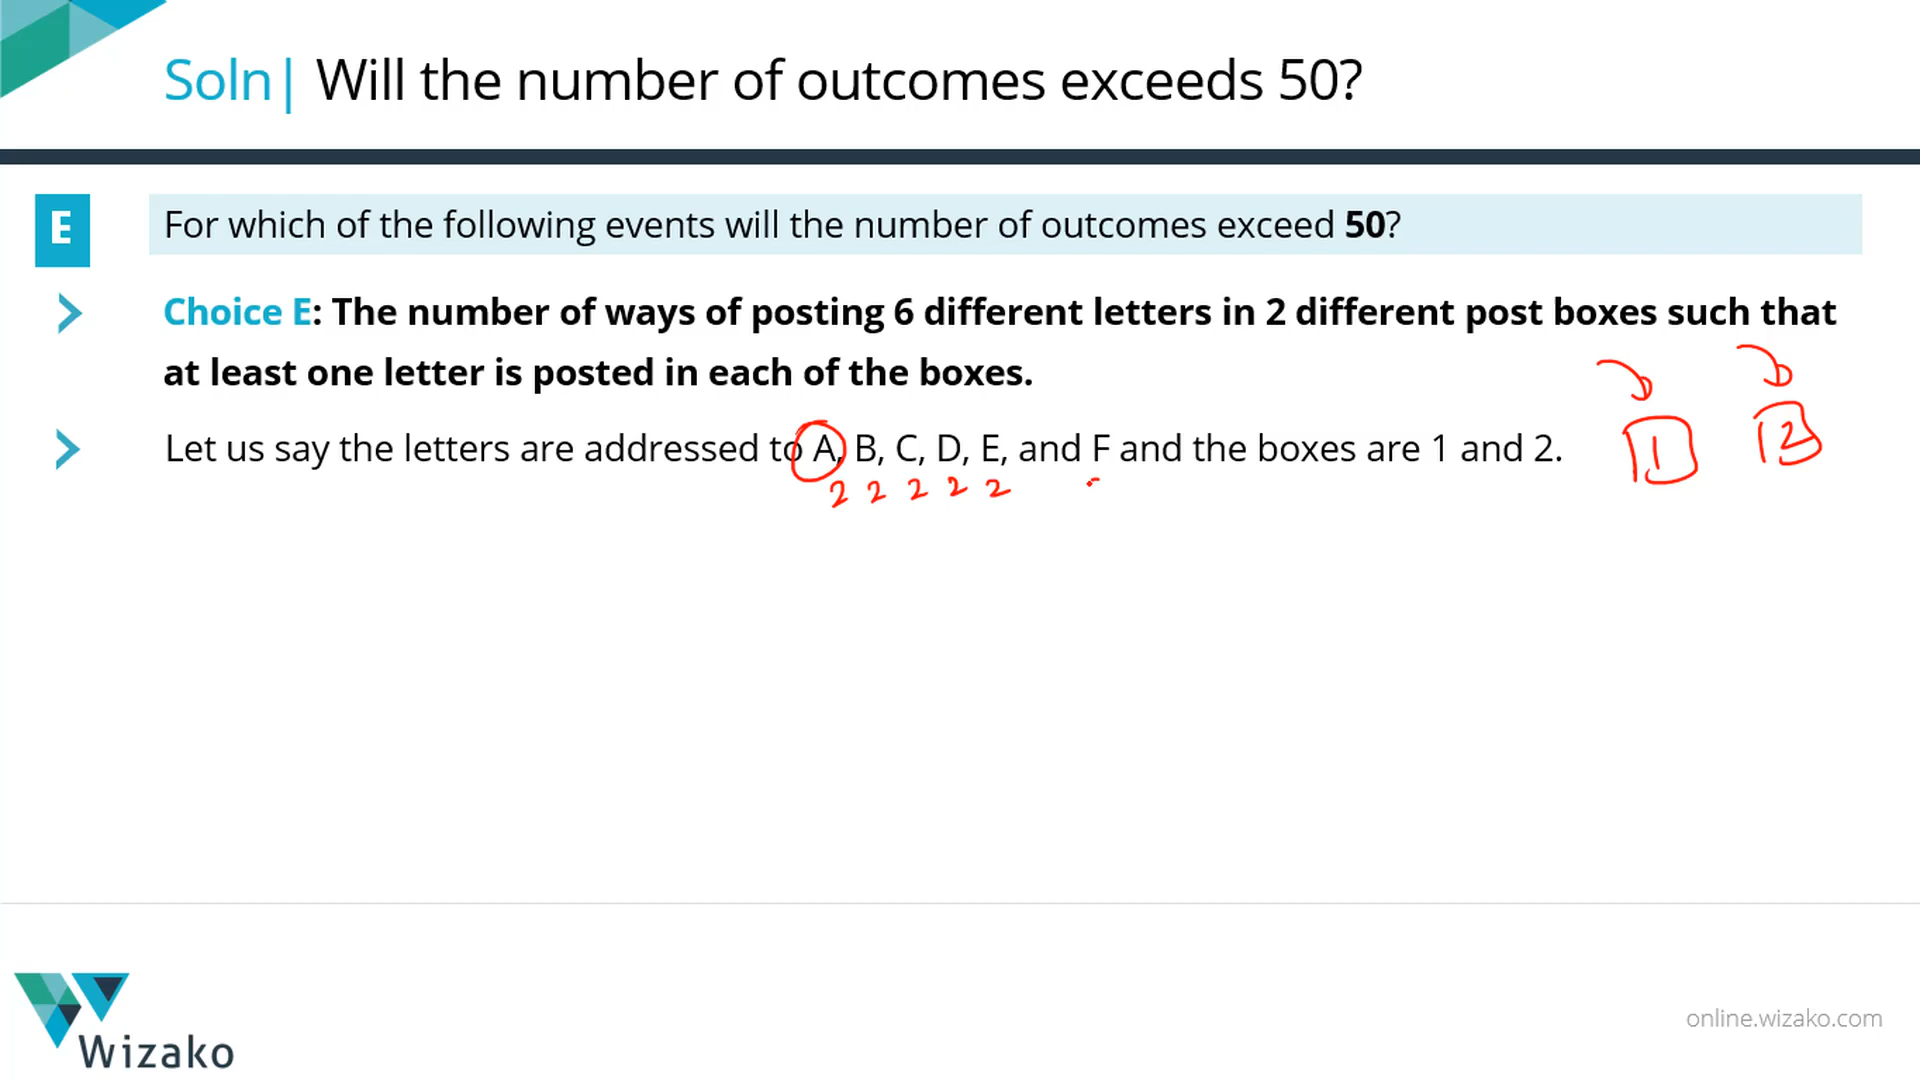 Soln| Will the number of outcomes exceeds 50?
E
For which of the following events will the number of outcomes exceed 50?
Choice E: The number of ways of posting 6 different letters in 2 different post boxes such that
at least one letter is posted in each of the boxes.
Let us say the letters are addressed to A, B, C, D, E, and F and the boxes are 1 and 2.
1 2
2 2 2 2 2
Wizako
online.wizako.com